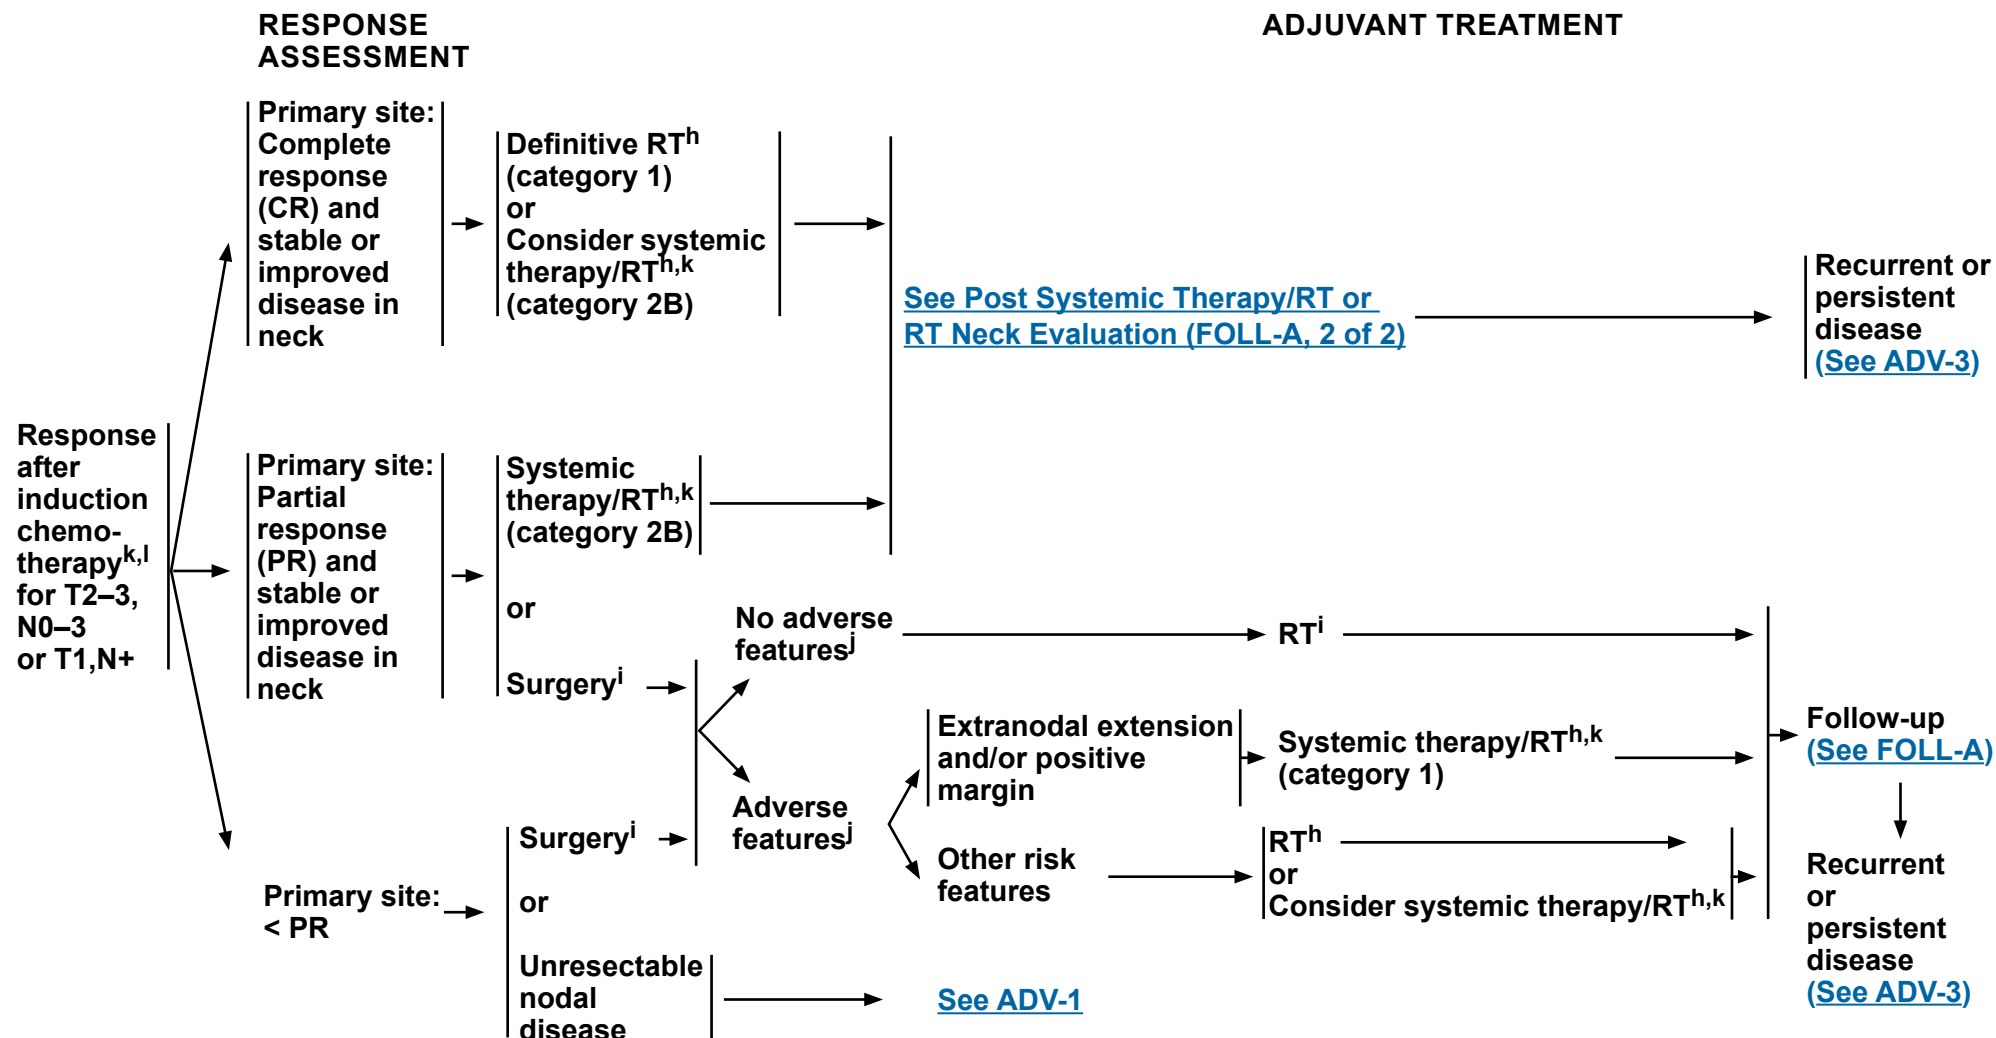 RESPONSE
ASSESSMENT
ADJUVANT TREATMENT
Primary site:
Complete
response
(CR) and
stable or
improved
disease in
neck
Definitive RTh
(category 1)
or
Consider systemic
therapy/RTh,k
(category 2B)
See Post Systemic Therapy/RT or
RT Neck Evaluation (FOLL-A, 2 of 2)
Recurrent or
persistent
disease
(See ADV-3)
Response
after
induction
chemo-
therapyk,l
for T2–3,
N0–3
or T1,N+
Primary site:
Partial
response
(PR) and
stable or
improved
disease in
neck
Systemic
therapy/RTh,k
(category 2B)
or
Surgeryi
No adverse
featuresj
RTi
Adverse
featuresj
Extranodal extension
and/or positive
margin
Systemic therapy/RTh,k
(category 1)
Other risk
features
RTh
or
Consider systemic therapy/RTh,k
Follow-up
(See FOLL-A)
Recurrent
or
persistent
disease
(See ADV-3)
Primary site:
< PR
Surgeryi
or
Unresectable
nodal
disease
See ADV-1